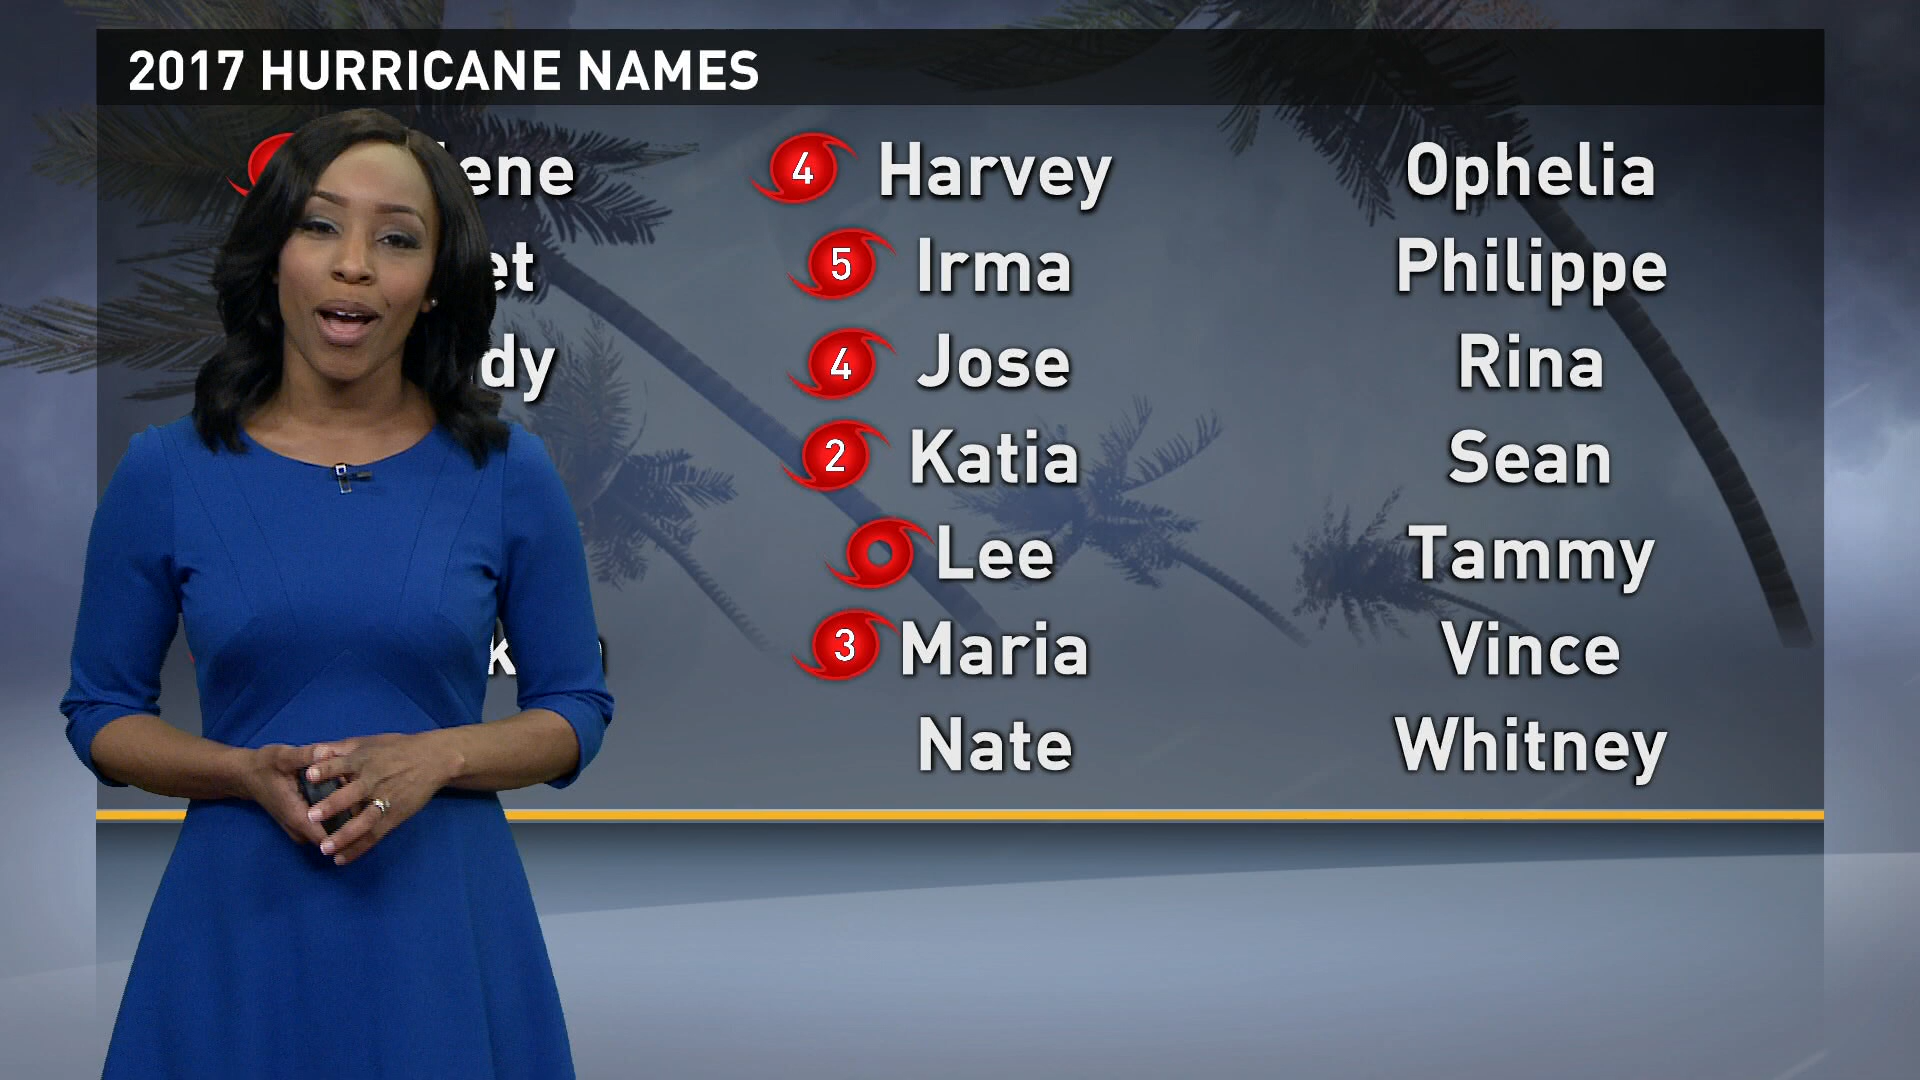 2017 HURRICANE NAMES
4 Harvey
5 Irma
4 Jose
2 Katia
Lee
3 Maria
Nate
Ophelia
Philippe
Rina
Sean
Tammy
Vince
Whitney